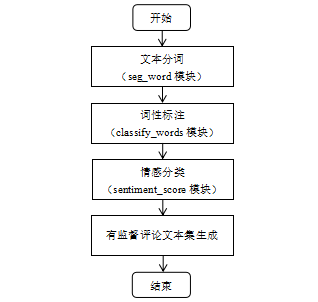 开始
文本分词
（seg_word 模块）
词性标注
（classify_words 模块）
情感分类
（sentiment_score 模块）
有监督评论文本集生成
结束